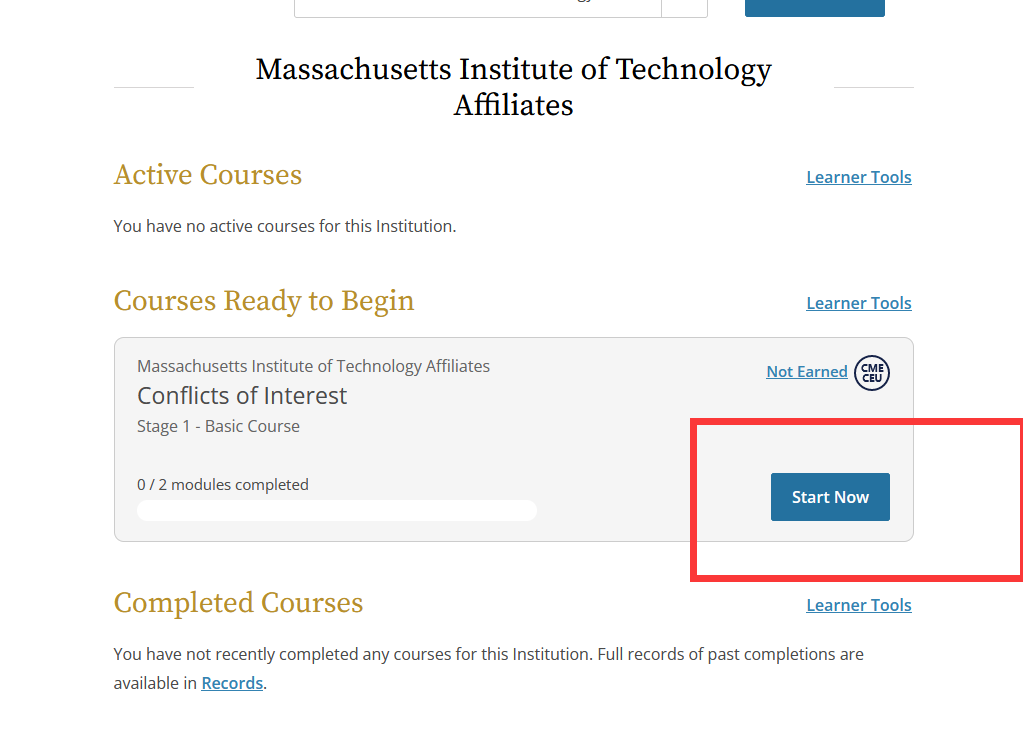 Massachusetts Institute of Technology
Affiliates
Active Courses
Learner Tools
You have no active courses for this Institution.
Courses Ready to Begin
Learner Tools
Massachusetts Institute of Technology Affiliates
Not Earned
CME
CEU
Conflicts of Interest
Stage 1 - Basic Course
0 / 2 modules completed
Start Now
Completed Courses
Learner Tools
You have not recently completed any courses for this Institution. Full records of past completions are
available in Records.